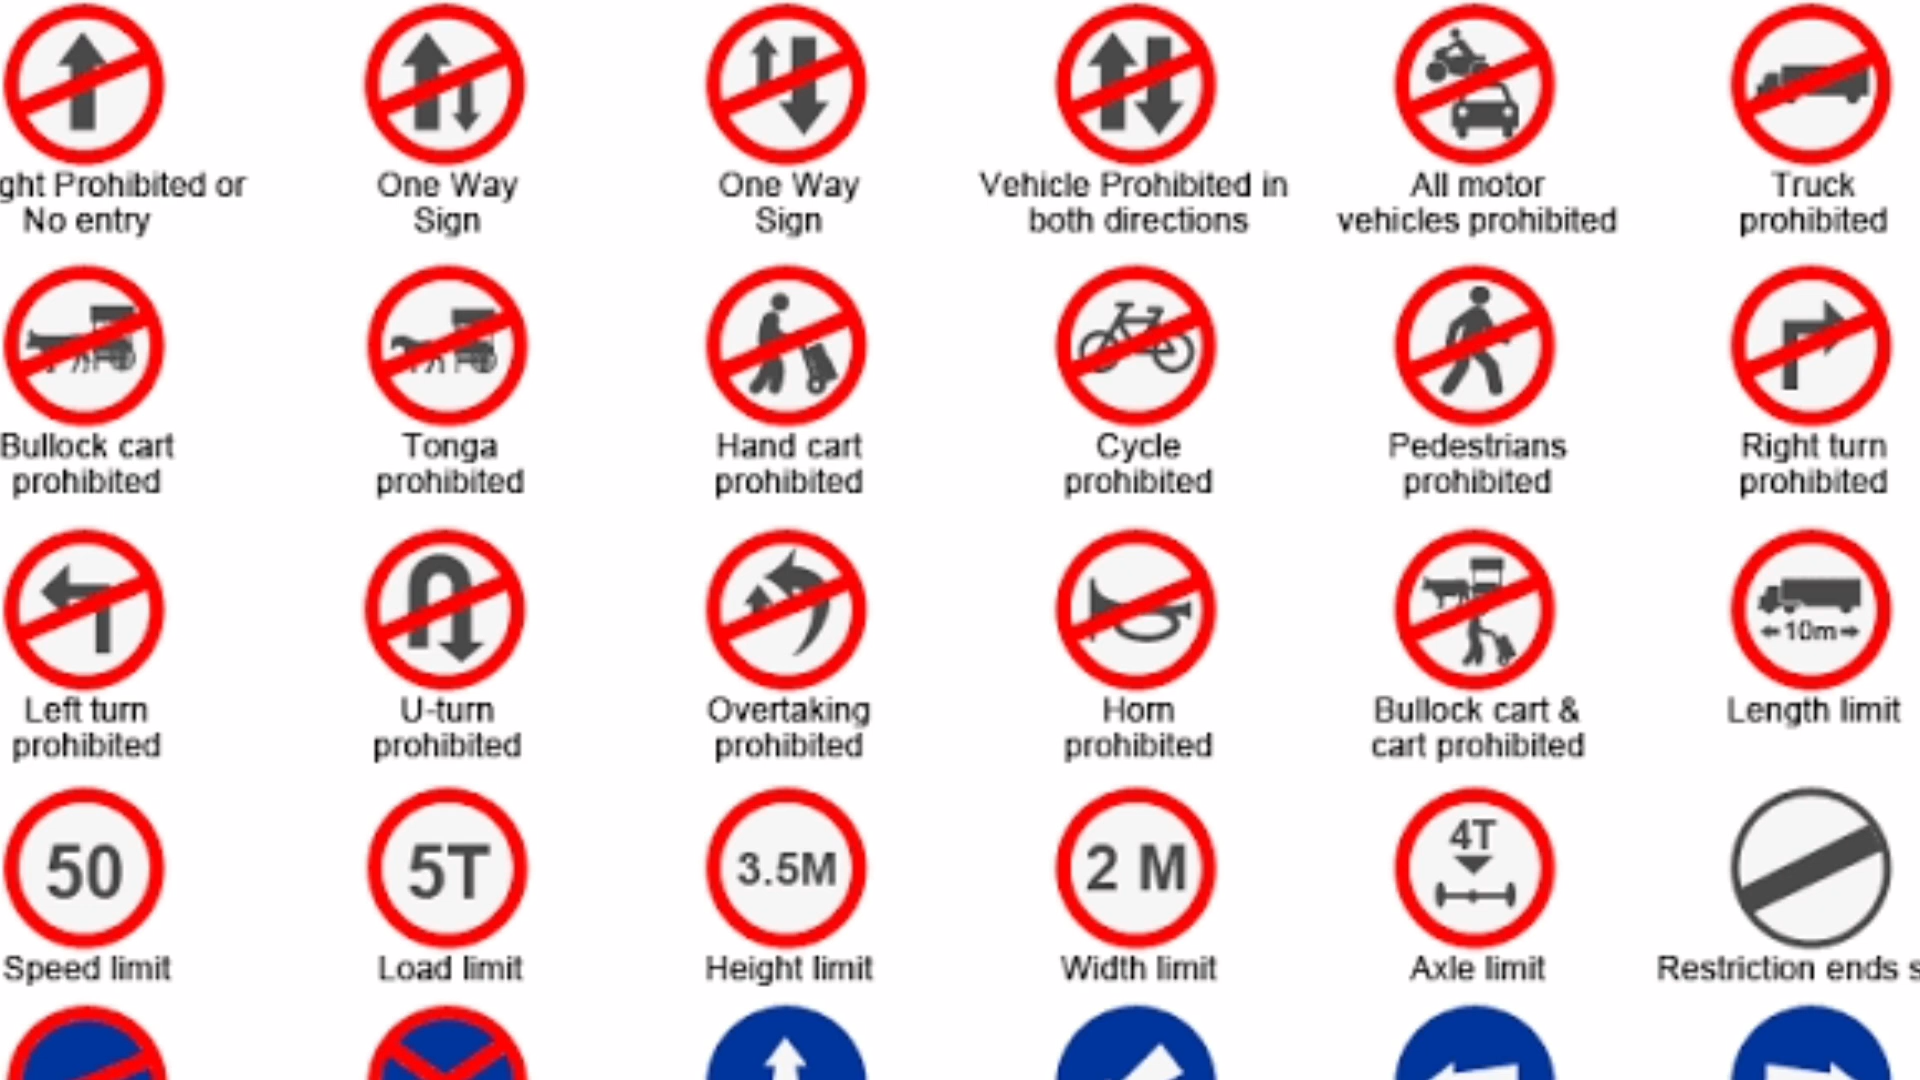 ght Prohibited or
No entry
One Way
Sign
One Way
Sign
Vehicle Prohibited in
both directions
All motor
vehicles prohibited
Truck
prohibited
Bullock cart
prohibited
Tonga
prohibited
Hand cart
prohibited
Cycle
prohibited
Pedestrians
prohibited
Right turn
prohibited
Left turn
prohibited
U-turn
prohibited
Overtaking
prohibited
Horn
prohibited
Bullock cart &
cart prohibited
10m
Length limit
50
Speed limit
5T
Load limit
3.5M
Height limit
2 M
Width limit
4T
Axle limit
Restriction ends s